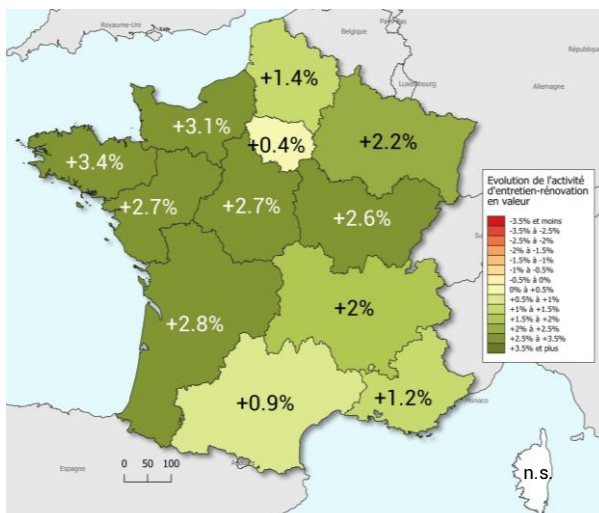 Royaume-Uni
Belgique
Pays-Bas
République
Luxembourg
Allemagne
+1.4%
+3.1%
+0.4%
+2.2%
+3.4%
+2.7%
+2.7%
+2.6%
+2.8%
+2%
+0.9%
+1.2%
Monaco
Espagne
n.s.
0 50 100
Evolution de l'activité
d'entretien-rénovation
en valeur
-3.5% et moins
-3.5% à -2.5%
-2.5% à -2%
-2% à -1.5%
-1.5% à -1%
-1% à -0.5%
-0.5% à 0%
0% à +0.5%
+0.5% à +1%
+1% à +1.5%
+1.5% à +2%
+2% à +2.5%
+2.5% à +3.5%
+3.5% et plus